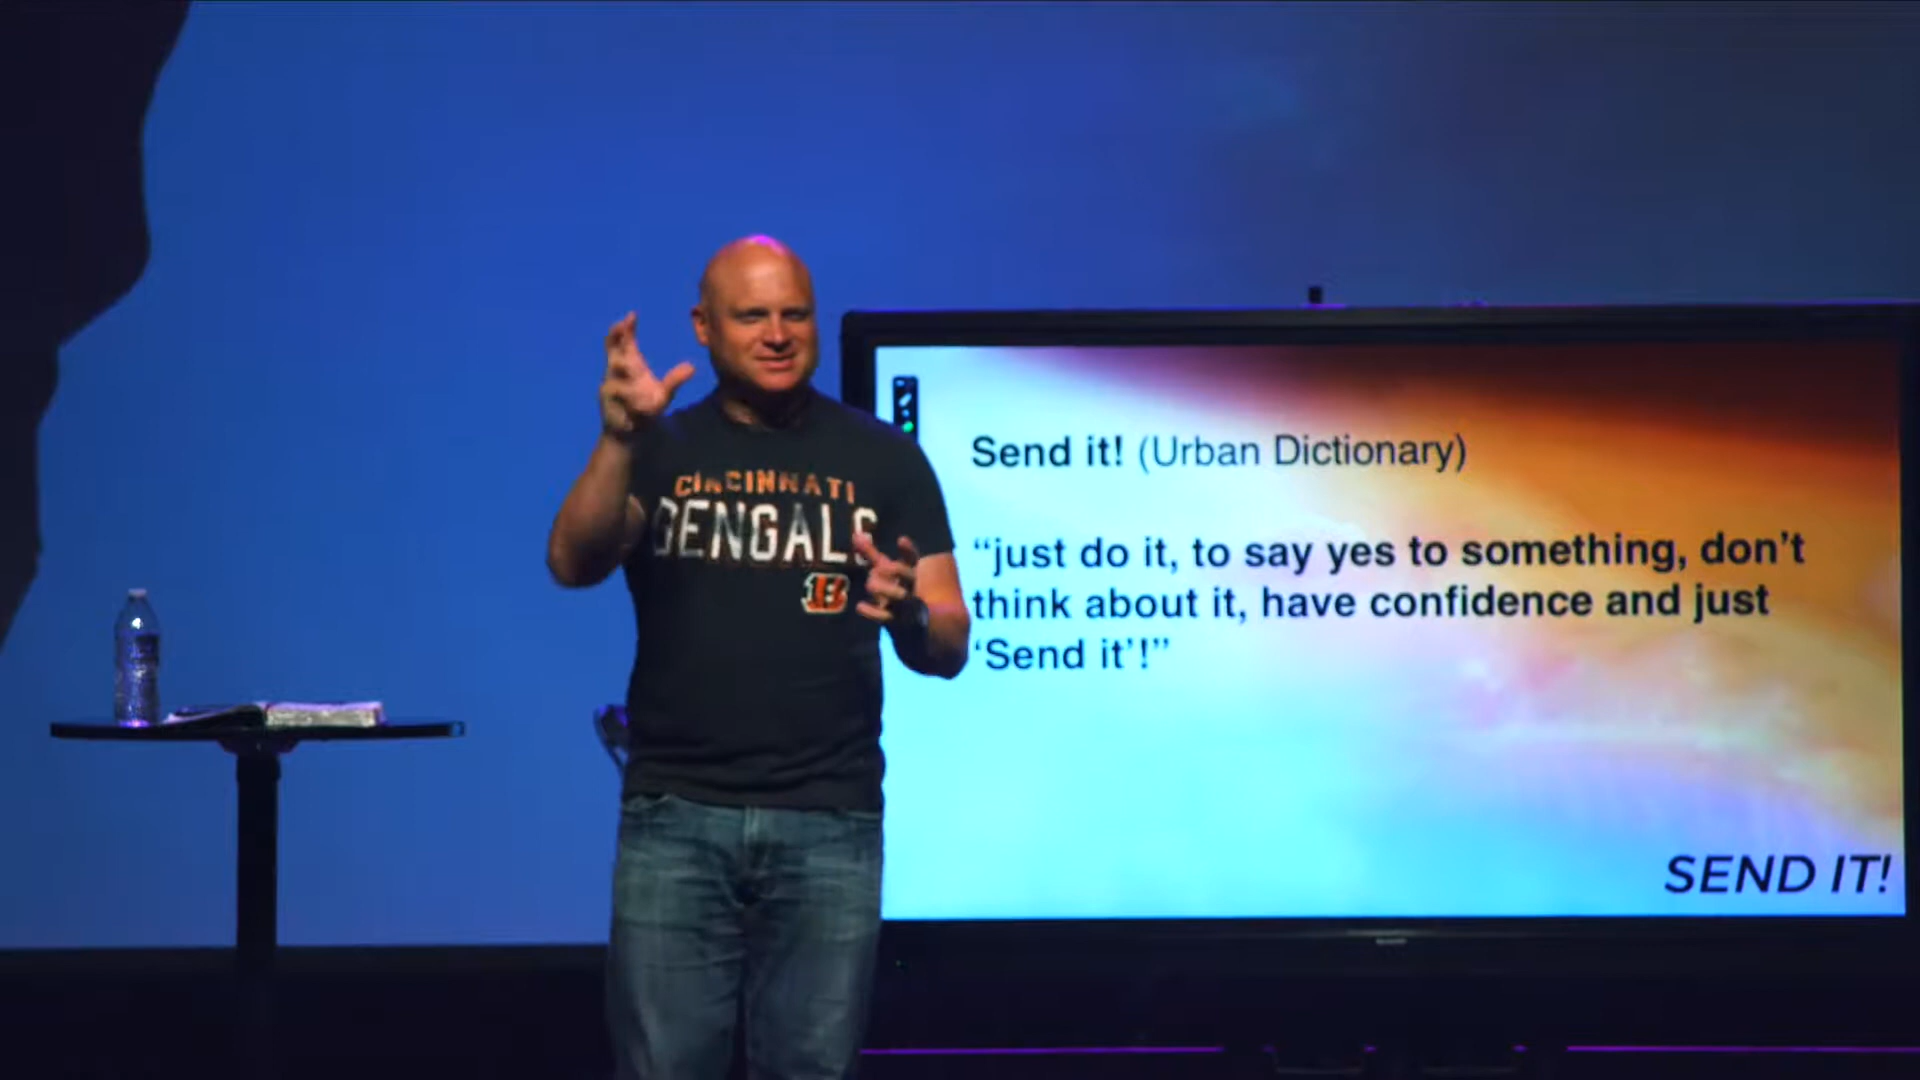 CINCINNATI
BENGALS
B
Send it! (Urban Dictionary)
“just do it, to say yes to something, don’t
think about it, have confidence and just
‘Send it’!”
SEND IT!